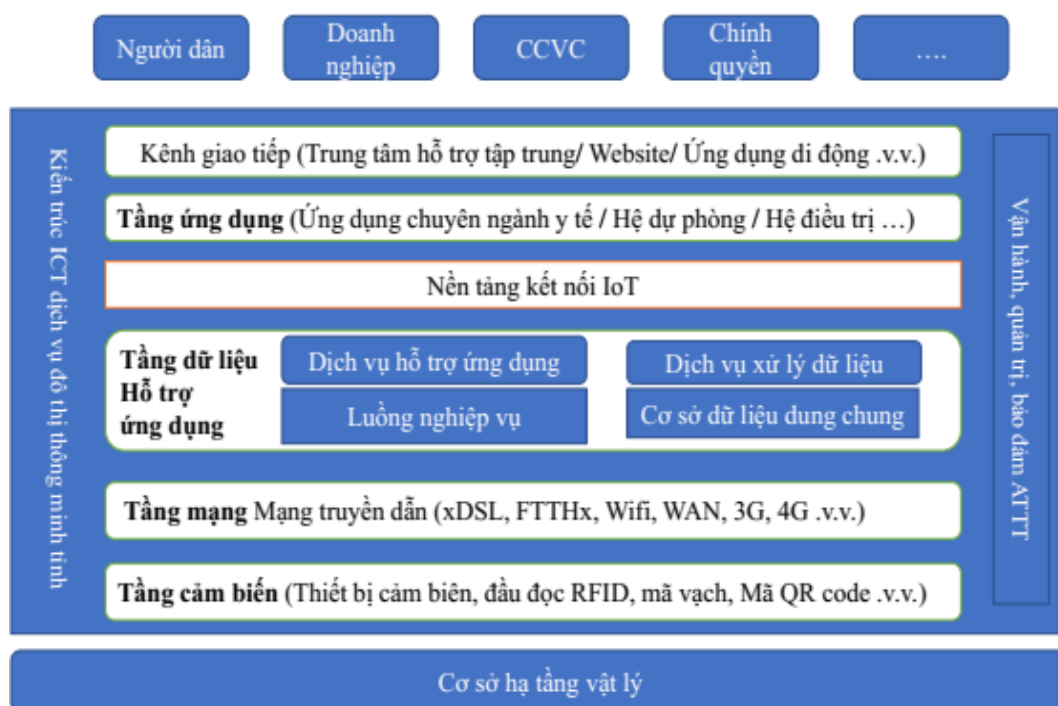 Người dân
Doanh
nghiệp
CCVC
Chính
quyền
....
Kiến trúc ICT dịch vụ đô thị thông minh tỉnh
Kênh giao tiếp (Trung tâm hỗ trợ tập trung/ Website/ Ứng dụng di động .v.v.)
Tầng ứng dụng (Ứng dụng chuyên ngành y tế / Hệ dự phòng / Hệ điều trị ...)
Nền tảng kết nối IoT
Tầng dữ liệu
Hỗ trợ
ứng dụng
Dịch vụ hỗ trợ ứng dụng
Dịch vụ xử lý dữ liệu
Luồng nghiệp vụ
Cơ sở dữ liệu dung chung
Tầng mạng Mạng truyền dẫn (xDSL, FTTHx, Wifi, WAN, 3G, 4G .v.v.)
Tầng cảm biến (Thiết bị cảm biên, đầu đọc RFID, mã vạch, Mã QR code .v.v.)
Vận hành, quản trị, bảo đảm ATTT
Cơ sở hạ tầng vật lý